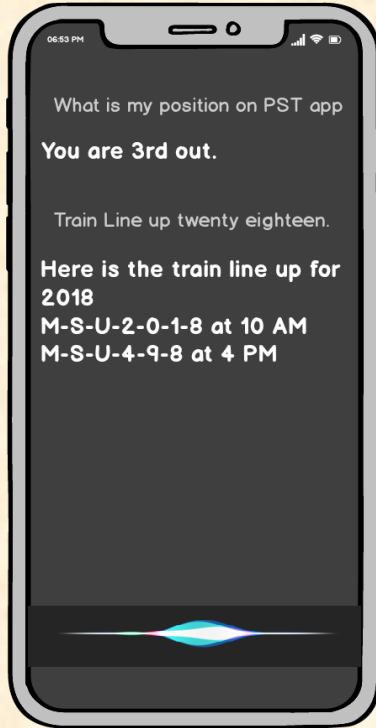 06:53 PM
What is my position on PST app
You are 3rd out.
Train Line up twenty eighteen.
Here is the train line up for
2018
M-S-U-2-0-1-8 at 10 AM
M-S-U-4-9-8 at 4 PM